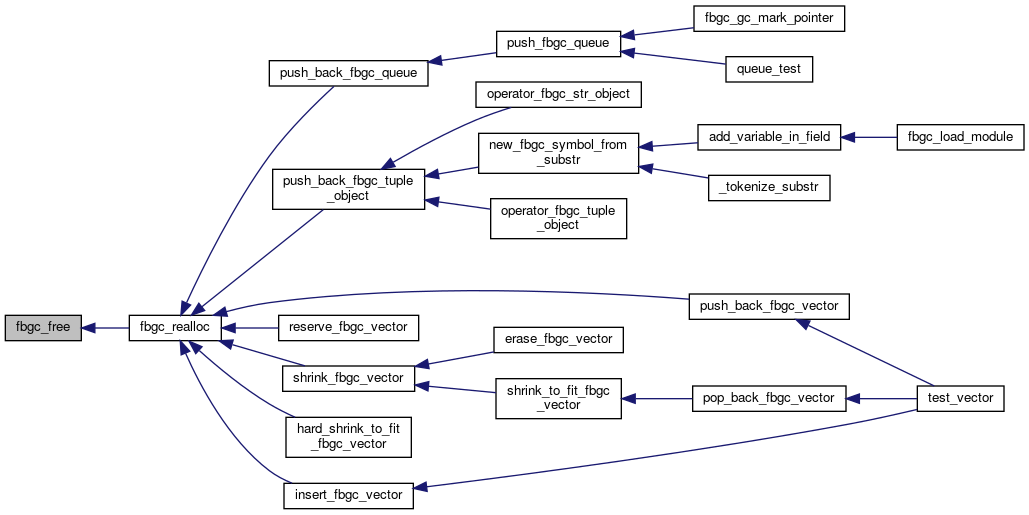 fbgc_gc_mark_pointer
push_fbgc_queue
push_back_fbgc_queue
queue_test
operator_fbgc_str_object
add_variable_in_field
fbgc_load_module
new_fbgc_symbol_from
_substr
push_back_fbgc_tuple
_object
_tokenize_substr
operator_fbgc_tuple
_object
push_back_fbgc_vector
fbgc_free
fbgc_realloc
reserve_fbgc_vector
erase_fbgc_vector
shrink_fbgc_vector
shrink_to_fit_fbgc
_vector
pop_back_fbgc_vector
test_vector
hard_shrink_to_fit
_fbgc_vector
insert_fbgc_vector